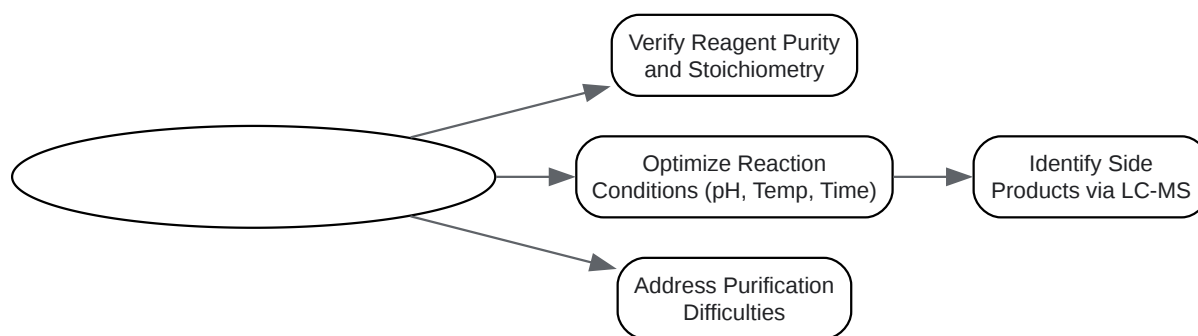 Verify Reagent Purity
and Stoichiometry
Optimize Reaction
Conditions (pH, Temp, Time)
Identify Side
Products via LC-MS
Address Purification
Difficulties